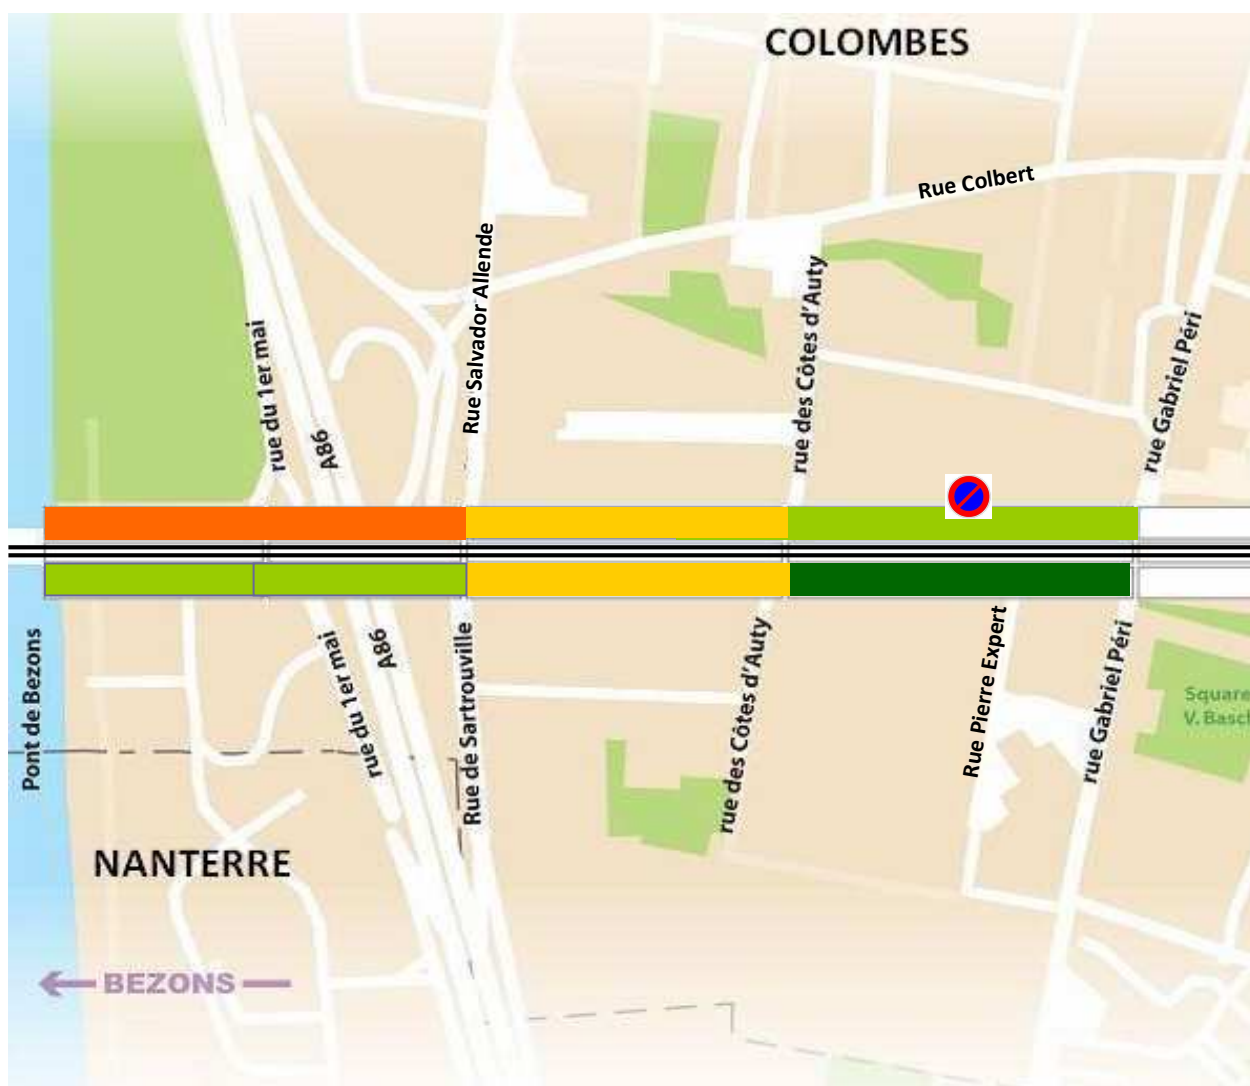 COLOMBES
Rue Colbert
Rue Salvador Allende
rue des Côtes d'Auty
rue du 1er mai
A86
rue Gabriel Péri
Pont de Bezons
rue du 1er mai
A86
Rue de Sartrouville
rue des Côtes d'Auty
Rue Pierre Expert
rue Gabriel Péri
Square
V. Basch
NANTERRE
BEZONS